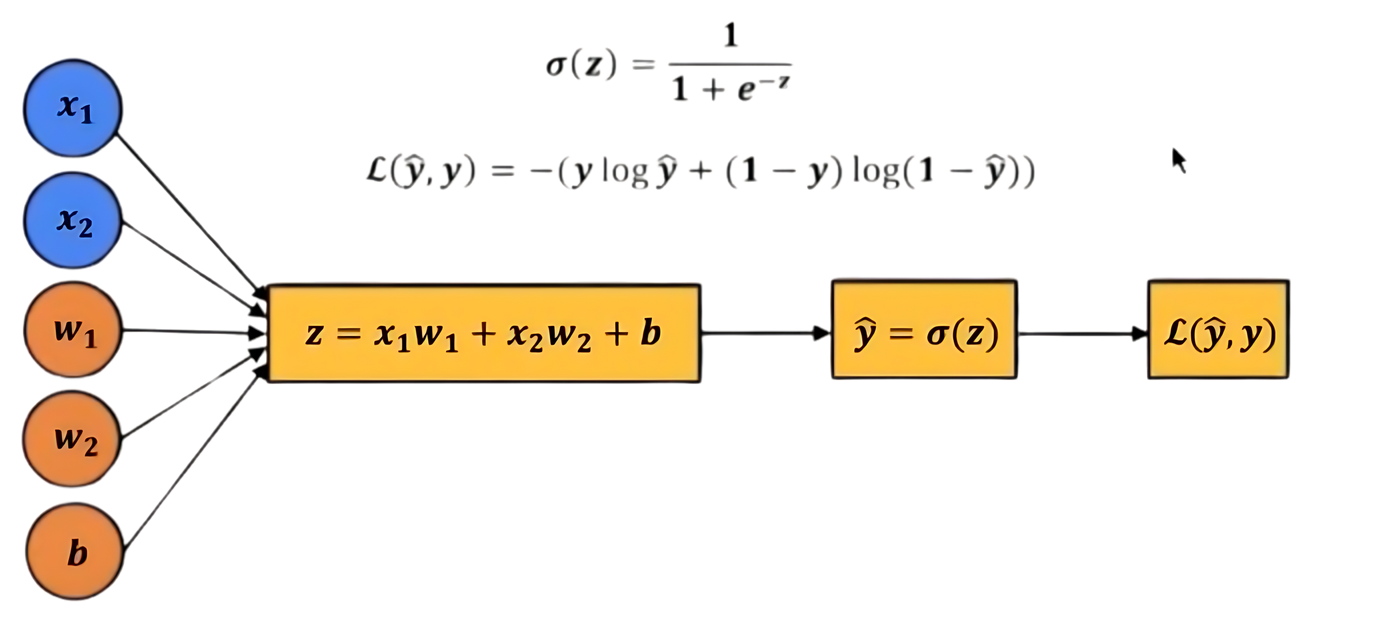 σ(z) = 1 / (1 + e^{-z})
ℒ(ŷ, y) = −(y log ŷ + (1 − y) log(1 − ŷ))
x₁
x₂
w₁
w₂
b
z = x₁w₁ + x₂w₂ + b
ŷ = σ(z)
ℒ(ŷ, y)